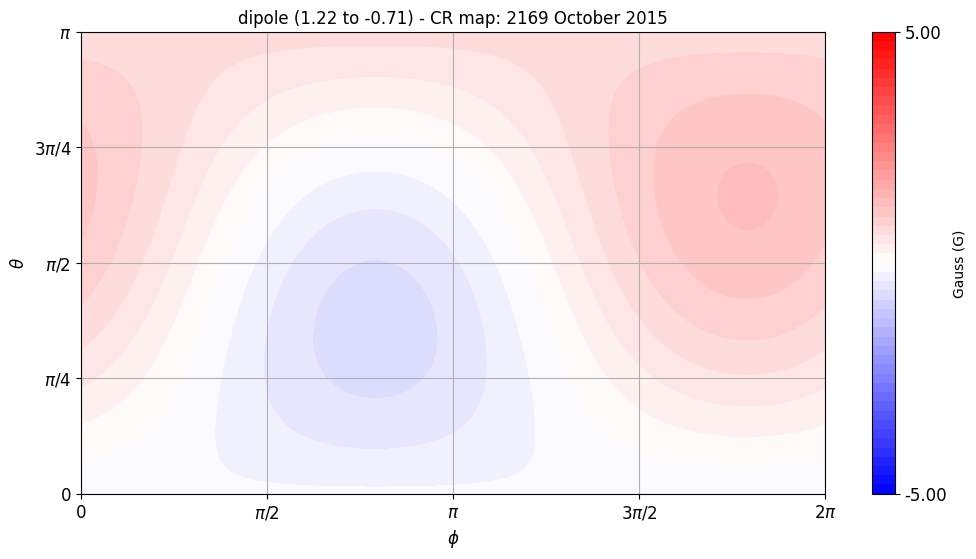 dipole (1.22 to -0.71) - CR map: 2169 October 2015
π
3π/4
π/2
π/4
0
θ
0
π/2
π
3π/2
2π
ϕ
5.00
-5.00
Gauss (G)